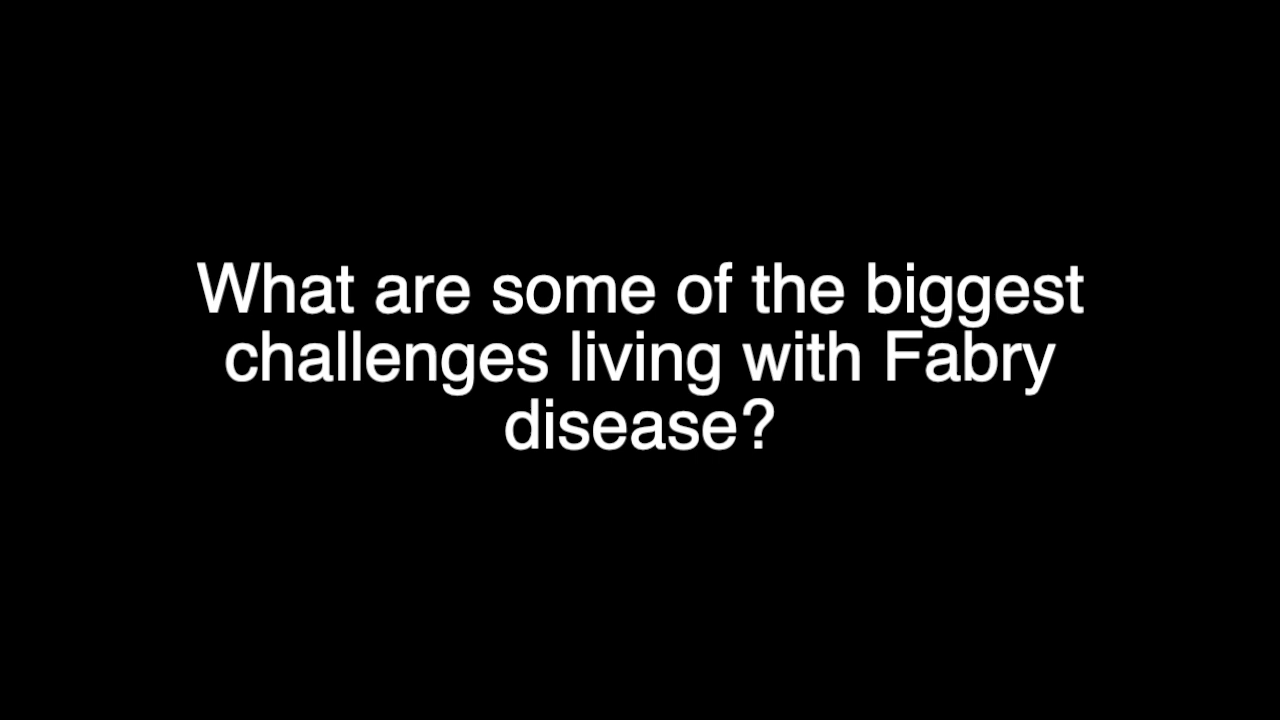 What are some of the biggest
challenges living with Fabry
disease?